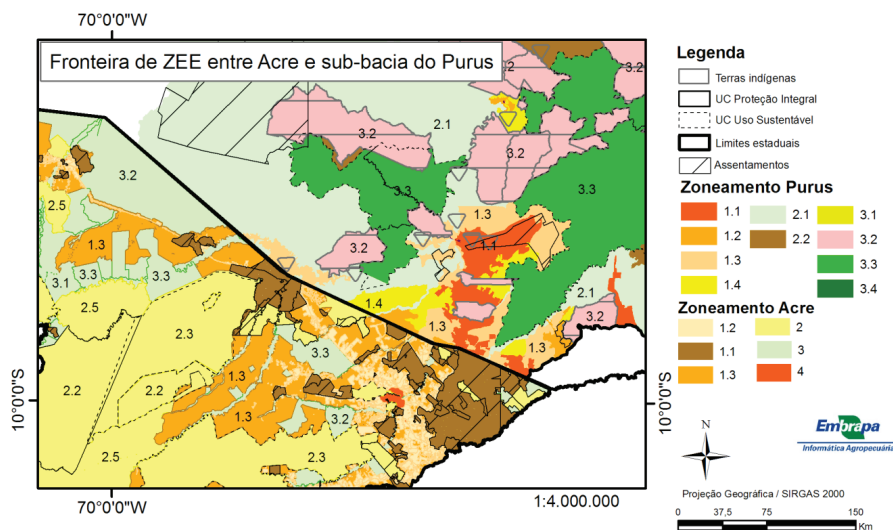 70°0'0"W
Fronteira de ZEE entre Acre e sub-bacia do Purus
3.2
3.2
2.1
3.2
3.2
3.2
3.3
3.3
2.5
1.3
1.3
1.1
3.2
3.1
3.3
3.3
2.1
2.5
1.4
3.2
2.3
1.3
1.3
3.3
2.2
2.2
1.3
1.3
3.2
2.5
2.3
10°0'0"S
10°0'0"S
70°0'0"W
1:4.000.000
Legenda
Terras indígenas
UC Proteção Integral
UC Uso Sustentável
Limites estaduais
Assentamentos
Zoneamento Purus
1.1
2.1
3.1
1.2
2.2
3.2
1.3
3.3
1.4
3.4
Zoneamento Acre
1.2
2
1.1
3
1.3
4
N
Embrapa
Informática Agropecuária
Projeção Geográfica / SIRGAS 2000
0 37,5 75 150
Km